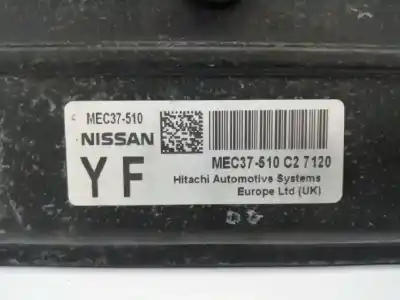 MEC37-510
NISSAN
YF
MEC37-510 C2 7120
Hitachi Automotive Systems
Europe Ltd (UK)